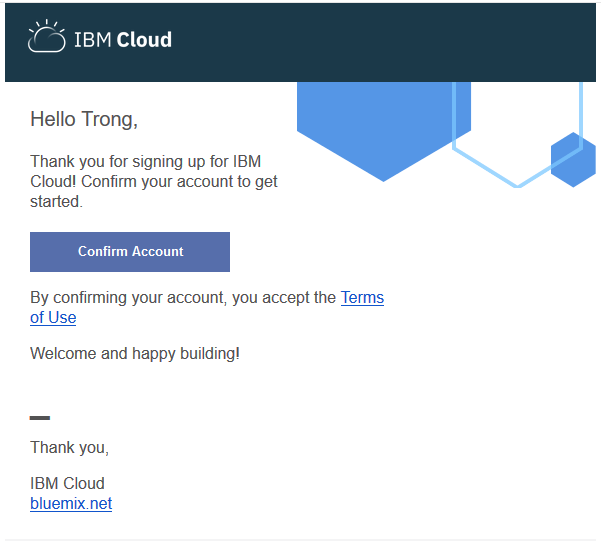 IBM Cloud
Hello Trong,
Thank you for signing up for IBM
Cloud! Confirm your account to get
started.
Confirm Account
By confirming your account, you accept the Terms
of Use
Welcome and happy building!
Thank you,
IBM Cloud
bluemix.net